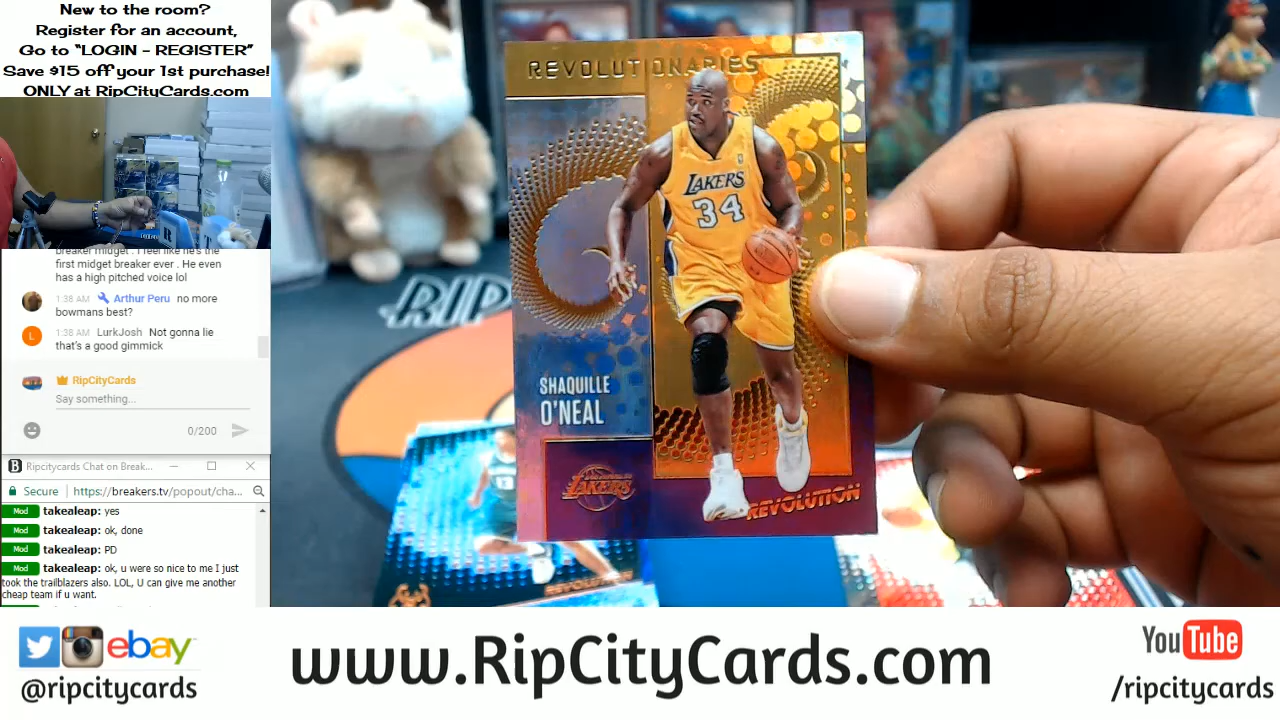 New to the room?
Register for an account,
Go to “LOGIN - REGISTER”
Save $15 off your 1st purchase!
ONLY at RipCityCards.com
breaker midget . I feel like he's the
first midget breaker ever . He even
has a high pitched voice lol
1:38 AM Arthur Peru no more
bowmans best?
L 1:38 AM LurkJosh Not gonna lie
that's a good gimmick
RipCityCards
Say something...
0/200
B Ripcitycards Chat on Break...
Secure https://breakers.tv/popout/cha...
Mod takealeap: yes
Mod takealeap: ok, done
Mod takealeap: PD
Mod takealeap: ok, u were so nice to me I just
took the trailblazers also. LOL, U can give me another
cheap team if u want.
REVOLUTIONARIES
LAKERS
34
SHAQUILLE
O'NEAL
LAKERS
REVOLUTION
RIP
REVOLUTION
ebay
@ripcitycards
www.RipCityCards.com
YouTube
/ripcitycards